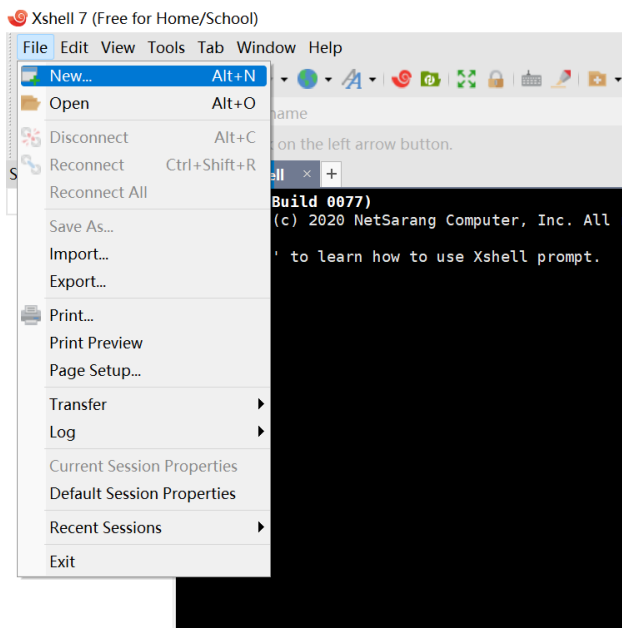 Xshell 7 (Free for Home/School)
File Edit View Tools Tab Window Help
New... Alt+N
Open Alt+O
Disconnect Alt+C
on the left arrow button.
Reconnect Ctrl+Shift+R
Reconnect All
Build 0077)
(c) 2020 NetSarang Computer, Inc. All
Save As...
Import...
' to learn how to use Xshell prompt.
Export...
Print...
Print Preview
Page Setup...
Transfer
Log
Current Session Properties
Default Session Properties
Recent Sessions
Exit